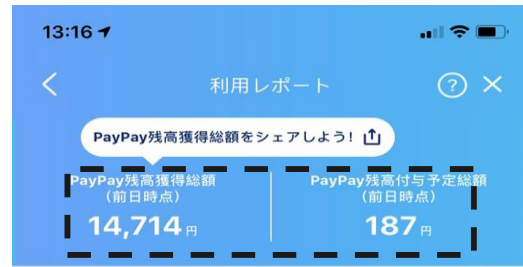 13:16
利用レポート
?
PayPay残高獲得総額をシェアしよう!
PayPay残高獲得総額
(前日時点)
14,714円
PayPay残高付与予定総額
(前日時点)
187円